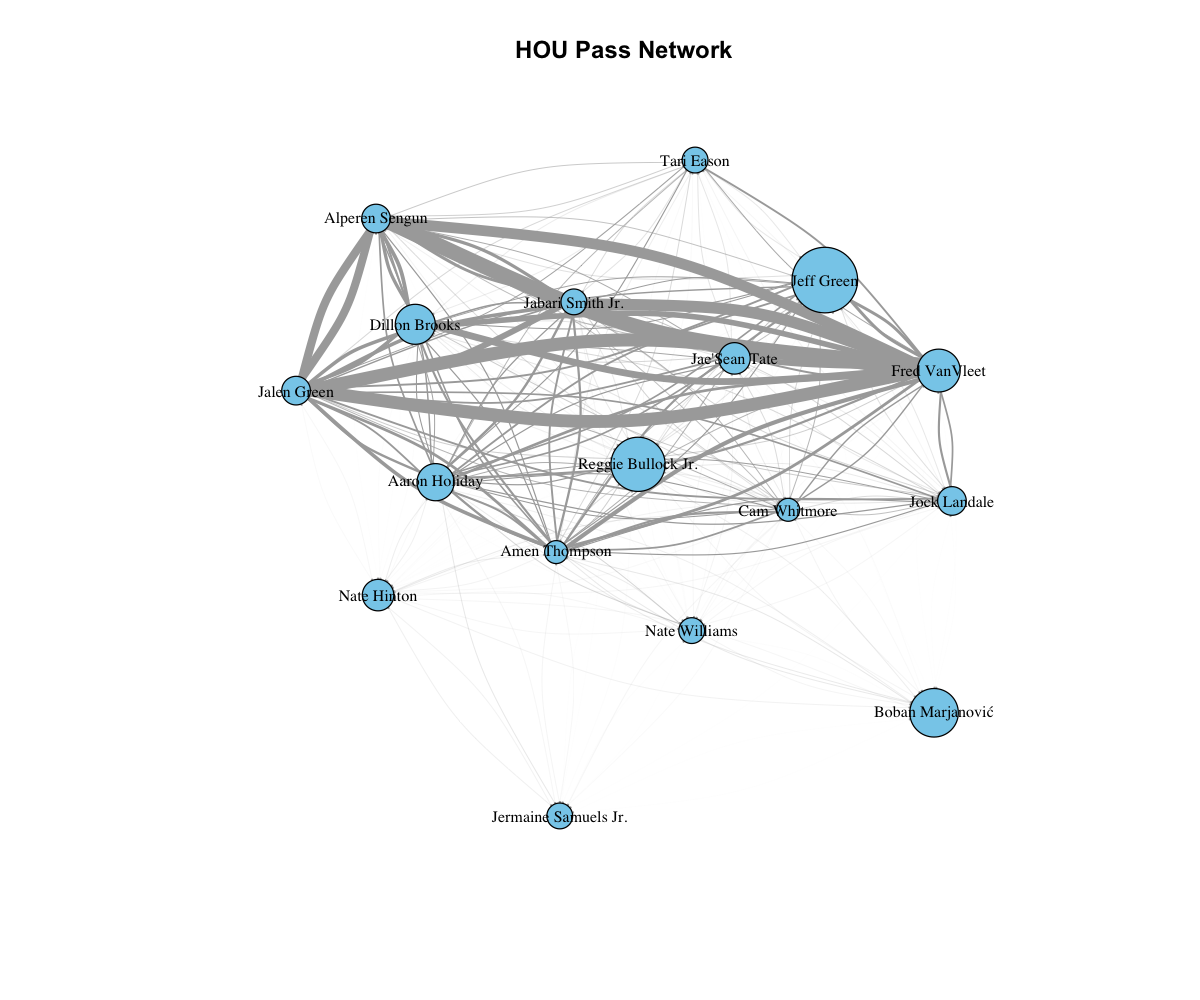 HOU Pass Network
Tari Eason
Alperen Sengun
Jeff Green
Jabari Smith Jr.
Dillon Brooks
Jae'Sean Tate
Fred VanVleet
Jalen Green
Reggie Bullock Jr.
Aaron Holiday
Jock Landale
Cam Whitmore
Amen Thompson
Nate Hinton
Nate Williams
Boban Marjanović
Jermaine Samuels Jr.